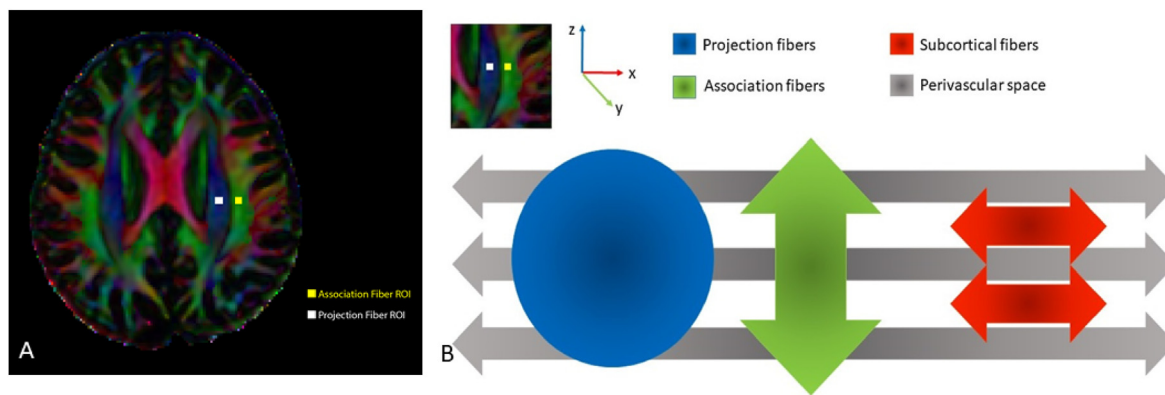 Association Fiber ROI
Projection Fiber ROI
A
z
x
y
Projection fibers
Association fibers
Subcortical fibers
Perivascular space
B